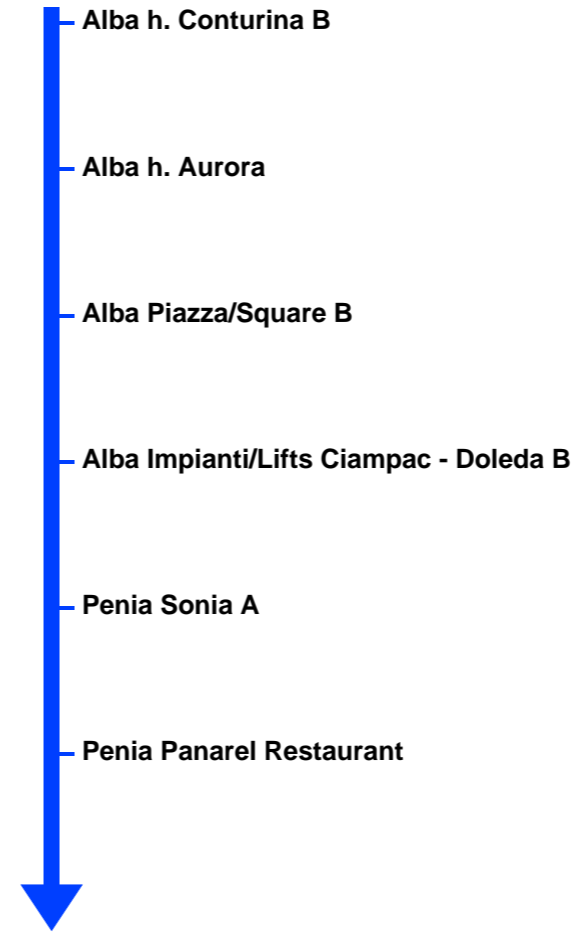 Alba h. Conturina B
Alba h. Aurora
Alba Piazza/Square B
Alba Impianti/Lifts Ciampac - Doleda B
Penia Sonia A
Penia Panarel Restaurant